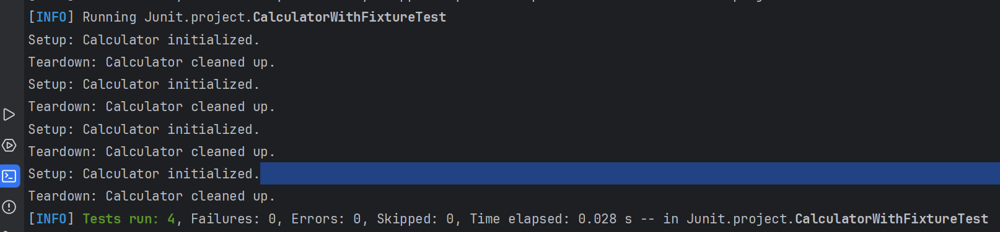 [INFO] Running Junit.project.CalculatorWithFixtureTest
Setup: Calculator initialized.
Teardown: Calculator cleaned up.
Setup: Calculator initialized.
Teardown: Calculator cleaned up.
Setup: Calculator initialized.
Teardown: Calculator cleaned up.
Setup: Calculator initialized.
Teardown: Calculator cleaned up.
[INFO] Tests run: 4, Failures: 0, Errors: 0, Skipped: 0, Time elapsed: 0.028 s -- in Junit.project.CalculatorWithFixtureTest